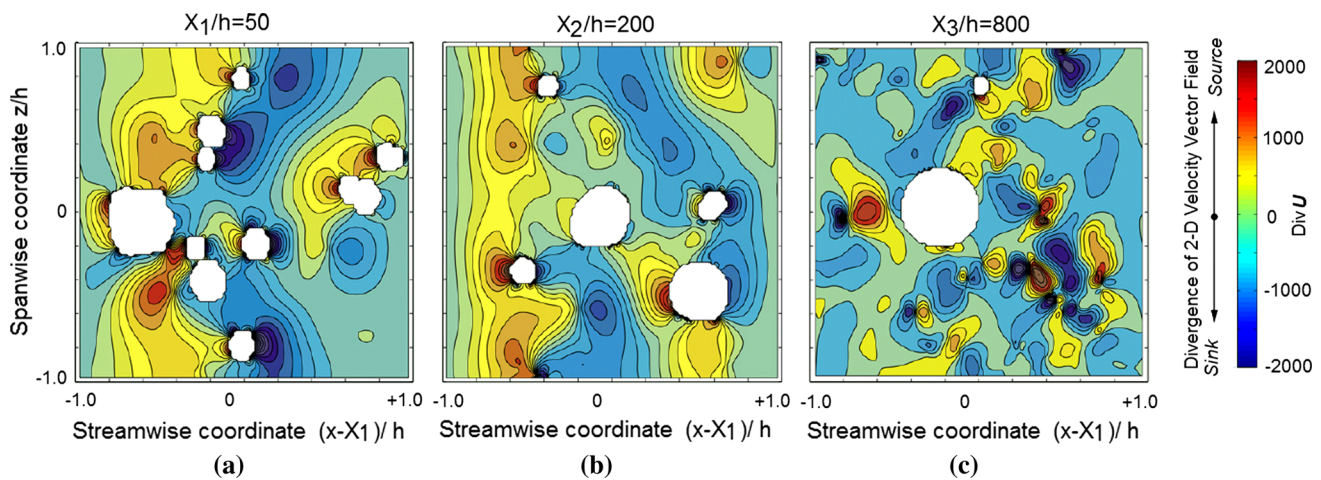 X1/h=50
X2/h=200
X3/h=800
1.0
0
-1.0
Spanwise coordinate z/h
-1.0
0
+1.0
-1.0
0
+1.0
-1.0
0
+1.0
Streamwise coordinate (x-X1)/ h
Streamwise coordinate (x-X1)/ h
Streamwise coordinate (x-X1)/ h
(a)
(b)
(c)
Divergence of 2-D Velocity Vector Field
Sink
Source
2000
1000
0
-1000
-2000
Div U